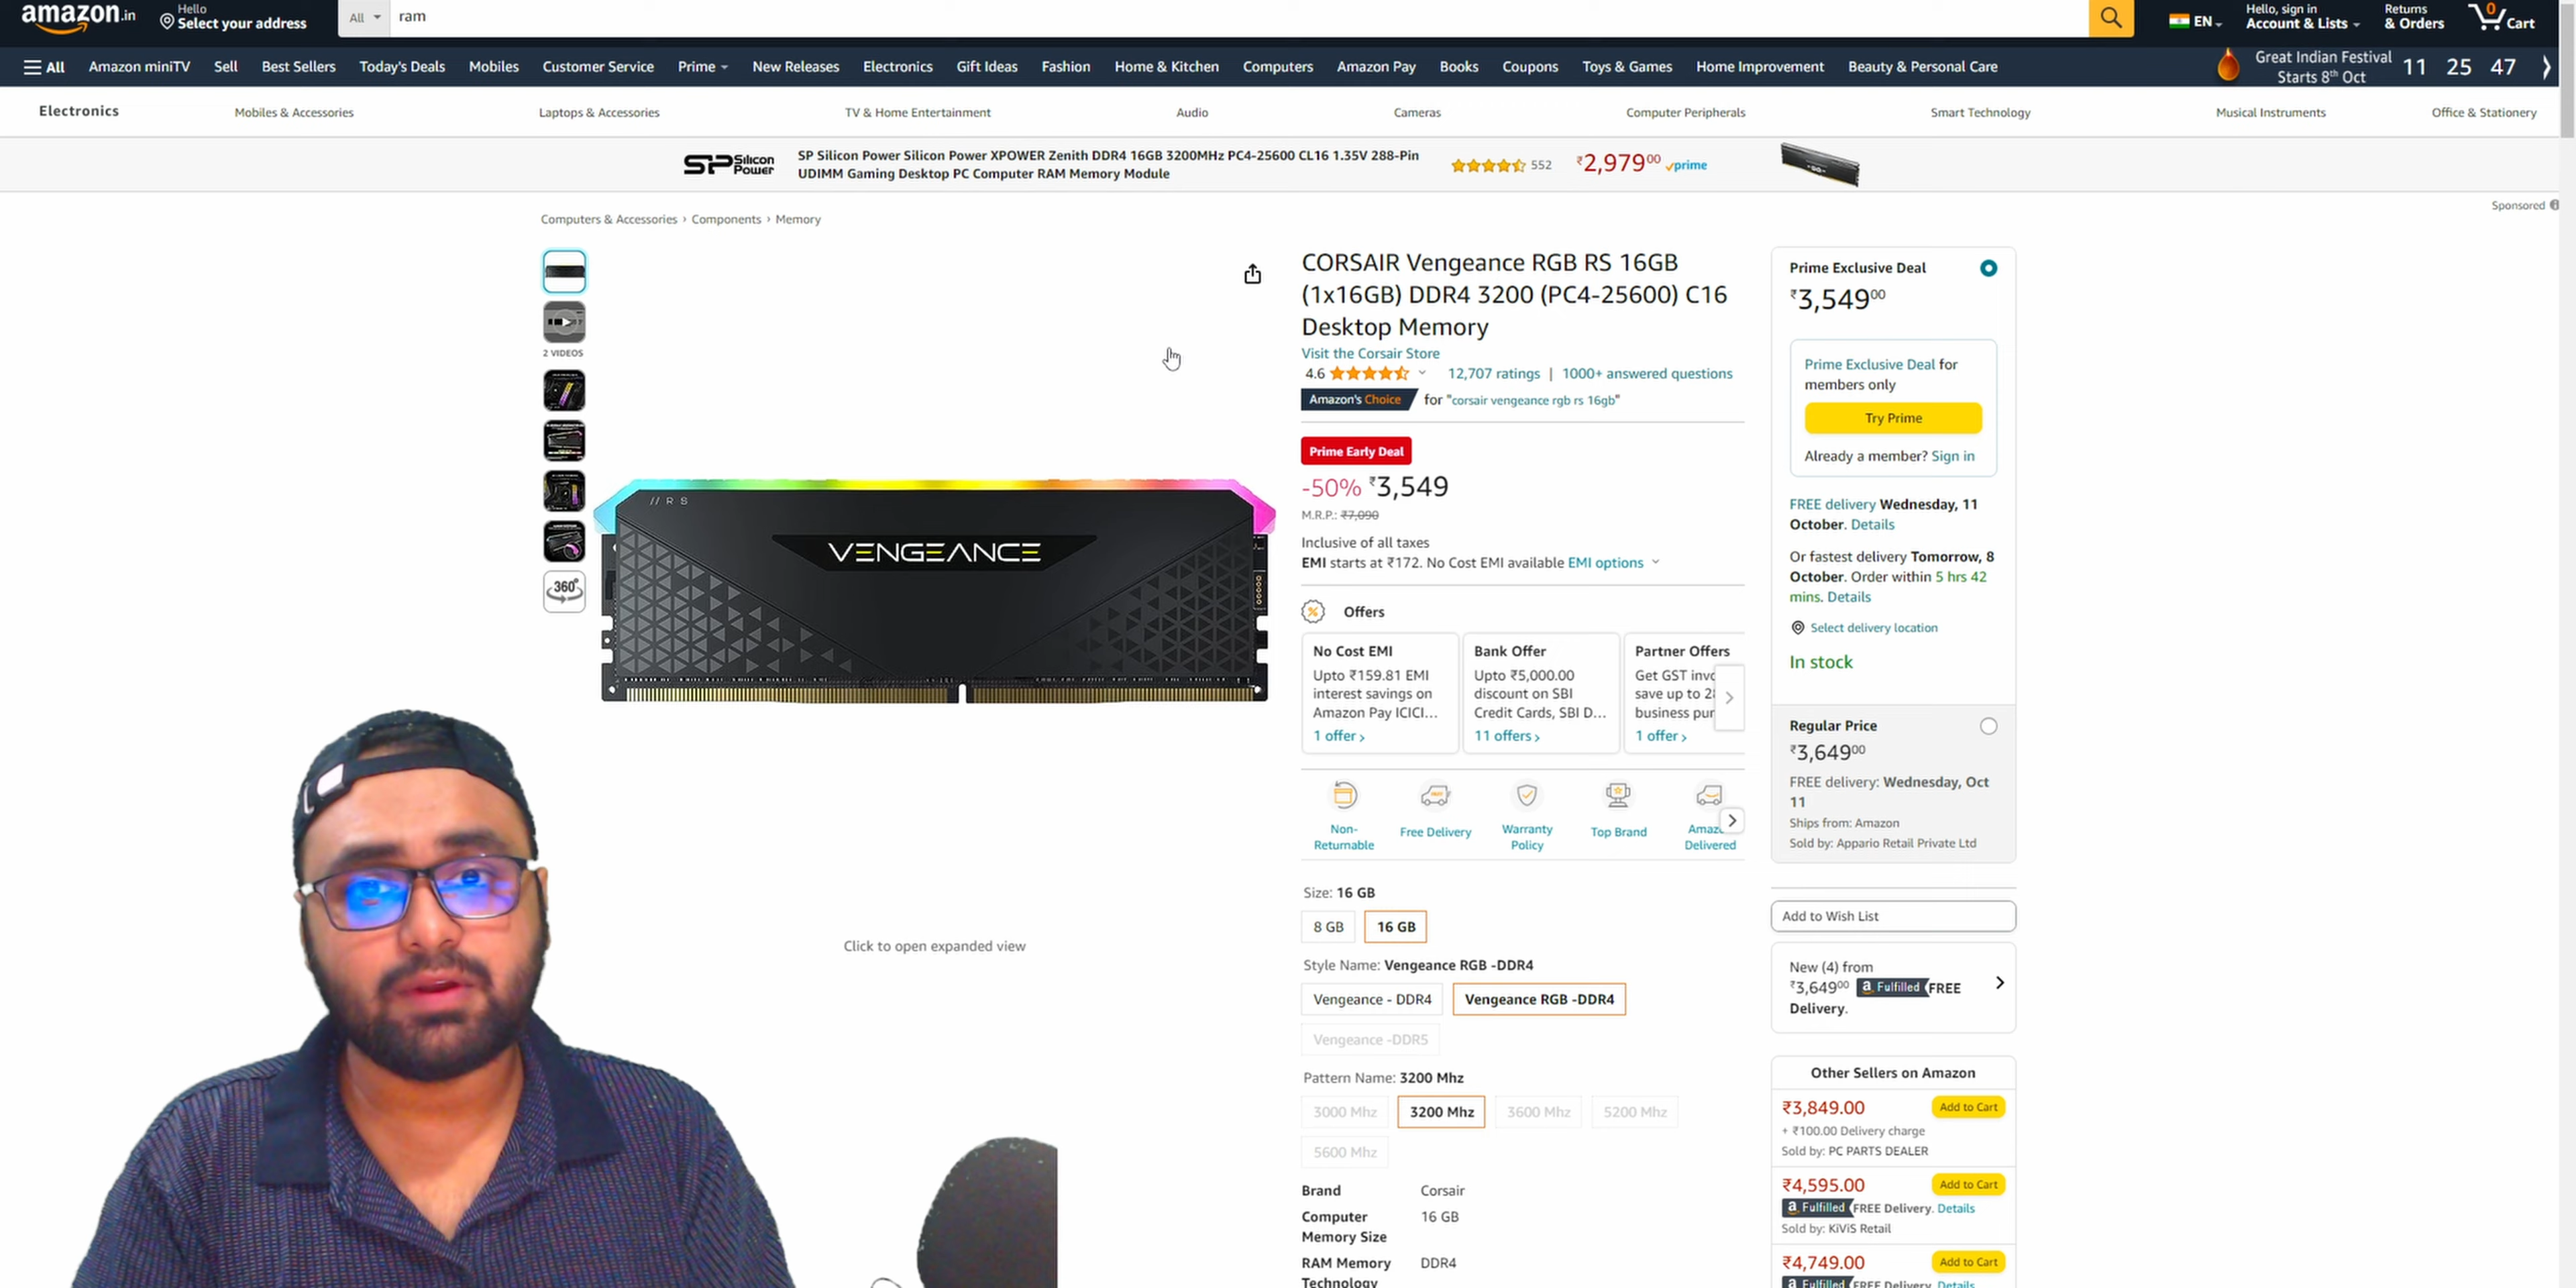 amazon.in
Hello
Select your address
All
ram
EN
Hello, sign in
Account & Lists
Returns
& Orders
0
Cart
All
Amazon miniTV
Sell
Best Sellers
Today's Deals
Mobiles
Customer Service
Prime
New Releases
Electronics
Gift Ideas
Fashion
Home & Kitchen
Computers
Amazon Pay
Books
Coupons
Toys & Games
Home Improvement
Beauty & Personal Care
Great Indian Festival
Starts 8th Oct
11 25 47
Electronics
Mobiles & Accessories
Laptops & Accessories
TV & Home Entertainment
Audio
Cameras
Computer Peripherals
Smart Technology
Musical Instruments
Office & Stationery
SP Silicon Power
SP Silicon Power Silicon Power XPOWER Zenith DDR4 16GB 3200MHz PC4-25600 CL16 1.35V 288-Pin
UDIMM Gaming Desktop PC Computer RAM Memory Module
552
₹2,97900 prime
Sponsored
Computers & Accessories › Components › Memory
2 VIDEOS
360°
// R S
VENGEANCE
Click to open expanded view
CORSAIR Vengeance RGB RS 16GB
(1x16GB) DDR4 3200 (PC4-25600) C16
Desktop Memory
Visit the Corsair Store
4.6
12,707 ratings | 1000+ answered questions
Amazon's Choice for "corsair vengeance rgb rs 16gb"
Prime Early Deal
-50% ₹3,549
M.R.P.: ₹7,090
Inclusive of all taxes
EMI starts at ₹172. No Cost EMI available EMI options
Offers
No Cost EMI
Upto ₹159.81 EMI
interest savings on
Amazon Pay ICICI...
1 offer ›
Bank Offer
Upto ₹5,000.00
discount on SBI
Credit Cards, SBI D...
11 offers ›
Partner Offers
Get GST invo
save up to 28
business pur
1 offer ›
Non-
Returnable
Free Delivery
Warranty
Policy
Top Brand
Amaz
Delivered
Size: 16 GB
8 GB
16 GB
Style Name: Vengeance RGB -DDR4
Vengeance - DDR4
Vengeance RGB -DDR4
Vengeance -DDR5
Pattern Name: 3200 Mhz
3000 Mhz
3200 Mhz
3600 Mhz
5200 Mhz
5600 Mhz
Brand Corsair
Computer 16 GB
Memory Size
RAM Memory DDR4
Technology
Prime Exclusive Deal
₹3,54900
Prime Exclusive Deal for
members only
Try Prime
Already a member? Sign in
FREE delivery Wednesday, 11
October. Details
Or fastest delivery Tomorrow, 8
October. Order within 5 hrs 42
mins. Details
Select delivery location
In stock
Regular Price
₹3,64900
FREE delivery: Wednesday, Oct
11
Ships from: Amazon
Sold by: Appario Retail Private Ltd
Add to Wish List
New (4) from
₹3,64900 a Fulfilled FREE
Delivery.
Other Sellers on Amazon
₹3,849.00
Add to Cart
+ ₹100.00 Delivery charge
Sold by: PC PARTS DEALER
₹4,595.00
Add to Cart
a Fulfilled FREE Delivery. Details
Sold by: KiViS Retail
₹4,749.00
Add to Cart
a Fulfilled FREE Delivery. Details